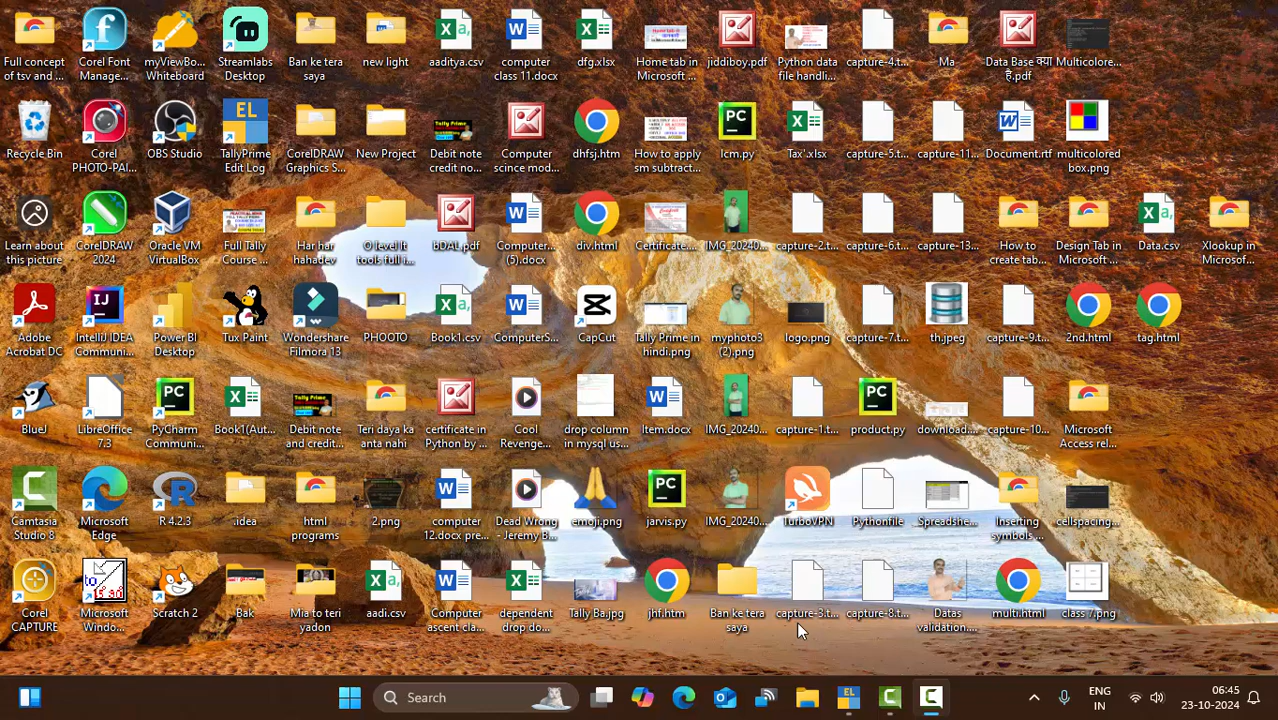 Full concept of tsv and ...
Corel Font Manage...
myViewBo... Whiteboard
Streamlabs Desktop
Ban ke tera saya
new light
aaditya.csv
computer class 11.docx
dfg.xlsx
Home tab in Microsoft ...
jiddiboy.pdf
Python data file handli...
capture-4.t...
Ma
Data Base क्या है.pdf
Multicolore...
Recycle Bin
Corel PHOTO-PAI...
OBS Studio
TallyPrime Edit Log
CorelDRAW Graphics S...
New Project
Debit note credit no...
Computer scince mod...
dhfsj.htm
How to apply sm subtract...
lcm.py
Tax'.xlsx
capture-5.t...
capture-11...
Document.rtf
multicolored box.png
Learn about this picture
CorelDRAW 2024
Oracle VM VirtualBox
Full Tally Course ...
Har har hahadev
O level It tools full i...
bDAL.pdf
Computer... (5).docx
div.html
Certificate...
IMG_20240...
capture-2.t...
capture-6.t...
capture-13...
How to create tab...
Design Tab in Microsoft ...
Data.csv
Xlookup in Microsof...
Adobe Acrobat DC
IntelliJ IDEA Communi...
Power BI Desktop
Tux Paint
Wondershare Filmora 13
PHOOTO
Book1.csv
ComputerS...
CapCut
Tally Prime in hindi.png
myphoto3 (2).png
logo.png
capture-7.t...
th.jpeg
capture-9.t...
2nd.html
tag.html
BlueJ
LibreOffice 7.3
PyCharm Communi...
Book1(Aut...
Debit note and credit...
Teri daya ka anta nahi
certificate in Python by ...
Cool Revenge...
drop column in mysql us...
Item.docx
IMG_20240...
capture-1.t...
product.py
download....
capture-10...
Microsoft Access rel...
Camtasia Studio 8
Microsoft Edge
R 4.2.3
.idea
html programs
2.png
computer 12.docx pre...
Dead Wrong - Jeremy B...
emoji.png
jarvis.py
IMG_20240...
TurboVPN
Pythonfile
Spreadshe...
Inserting symbols ...
cellspacing...
Corel CAPTURE
Microsoft Windo...
Scratch 2
Bak
Mia to teri yadon
aadi.csv
Computer ascent cla...
dependent drop do...
Tally Ba.jpg
jhf.htm
Ban ke tera saya
capture-3.t...
capture-8.t...
Datas validation....
multi.html
class 7.png
Search
ENG
IN
06:45
23-10-2024